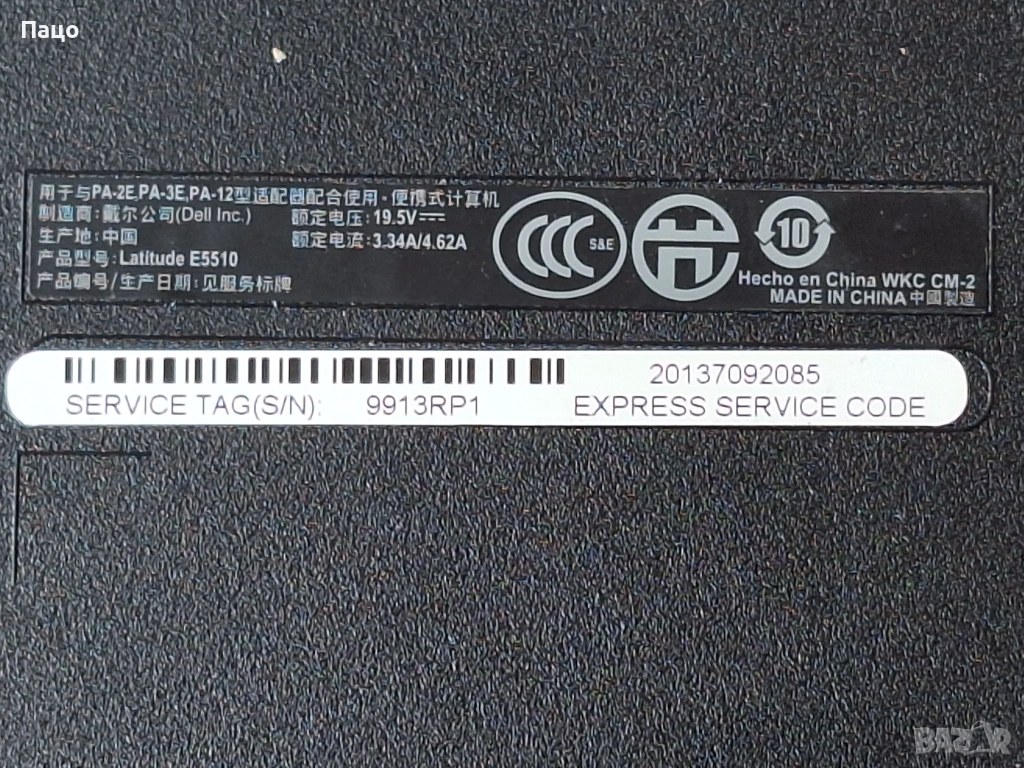 Пацо
用于与PA-2E,PA-3E,PA-12型适配器配合使用·便携式计算机
制造商:戴尔公司(Dell Inc.) 额定电压:19.5V
生产地:中国 额定电流:3.34A/4.62A
产品型号: Latitude E5510
产品编号/生产日期:见服务标牌
CCC S&E
10
Hecho en China WKC CM-2
MADE IN CHINA 中國製造
20137092085
SERVICE TAG(S/N): 9913RP1 EXPRESS SERVICE CODE
BAZAR